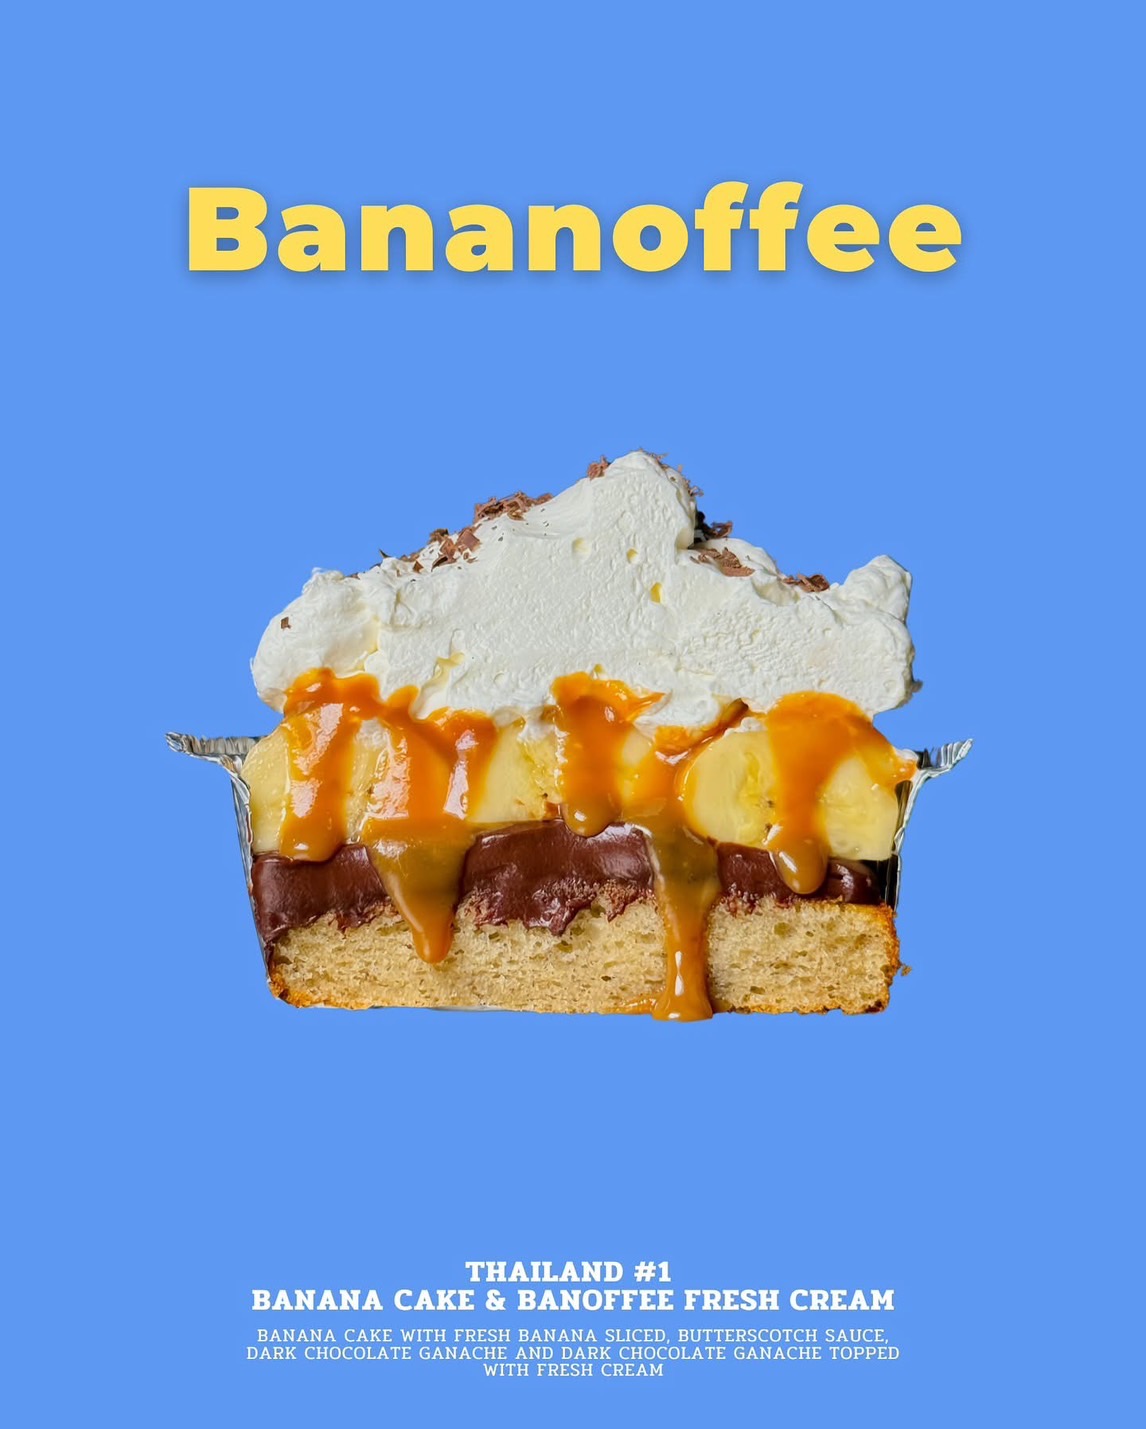 Bananoffee
THAILAND #1
BANANA CAKE & BANOFFEE FRESH CREAM
BANANA CAKE WITH FRESH BANANA SLICED, BUTTERSCOTCH SAUCE,
DARK CHOCOLATE GANACHE AND DARK CHOCOLATE GANACHE TOPPED
WITH FRESH CREAM